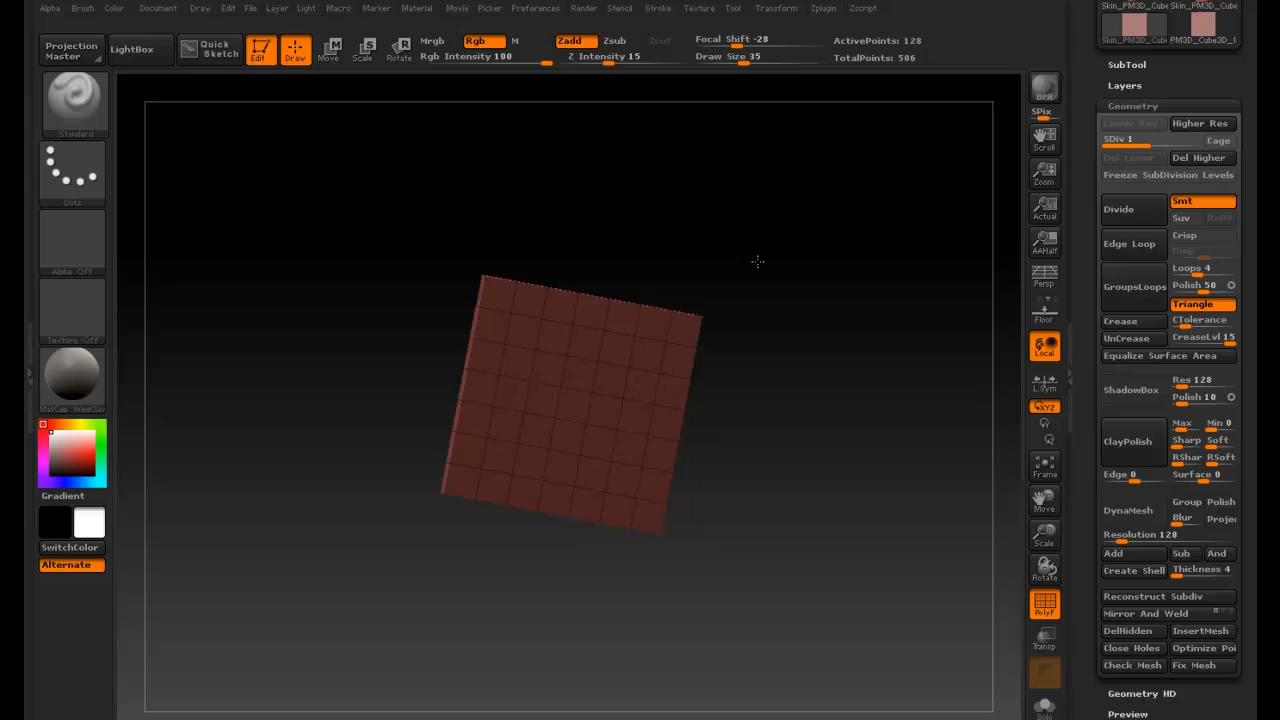 Alpha Brush Color Document Draw Edit File Layer Light Macro Marker Material Movie Picker Preferences Render Stencil Stroke Texture Tool Transform Zplugin Zscript
Projection Master
LightBox
Quick Sketch
Edit
Draw
Move
Scale
Rotate
Mrgb Rgb M
Rgb Intensity 100
Zadd Zsub Zcut
Z Intensity 15
Focal Shift -28
Draw Size 35
ActivePoints: 128
TotalPoints: 506
Standard
Dots
Alpha Off
Texture Off
Gradient
SwitchColor
Alternate
BPR
SPix
Scroll
Zoom
Actual
AAHalf
Persp
Floor
Local
L.Sym
XYZ
Frame
Move
Scale
Rotate
PolyF
Transp
Solo
Skin_PM3D_Cube
Skin_PM3D_Cube PM3D_Cube3D_1
SubTool
Layers
Geometry
Lower Res Higher Res
SDiv 1 Cage
Del Lower Del Higher
Freeze SubDivision Levels
Divide Smt
Suv
Edge Loop Crisp
Disp
Loops 4
GroupsLoops Polish 50
Triangle
Crease CTolerance
UnCrease CreaseLvl 15
Equalize Surface Area
ShadowBox Res 128
Polish 10
ClayPolish Max Min 0
Sharp Soft
RShar RSoft
Edge 0 Surface 0
DynaMesh Group Polish
Blur Projec
Resolution 128
Add Sub And
Create Shell Thickness 4
Reconstruct Subdiv
Mirror And Weld
DelHidden InsertMesh
Close Holes Optimize Poi
Check Mesh Fix Mesh
Geometry HD
Preview